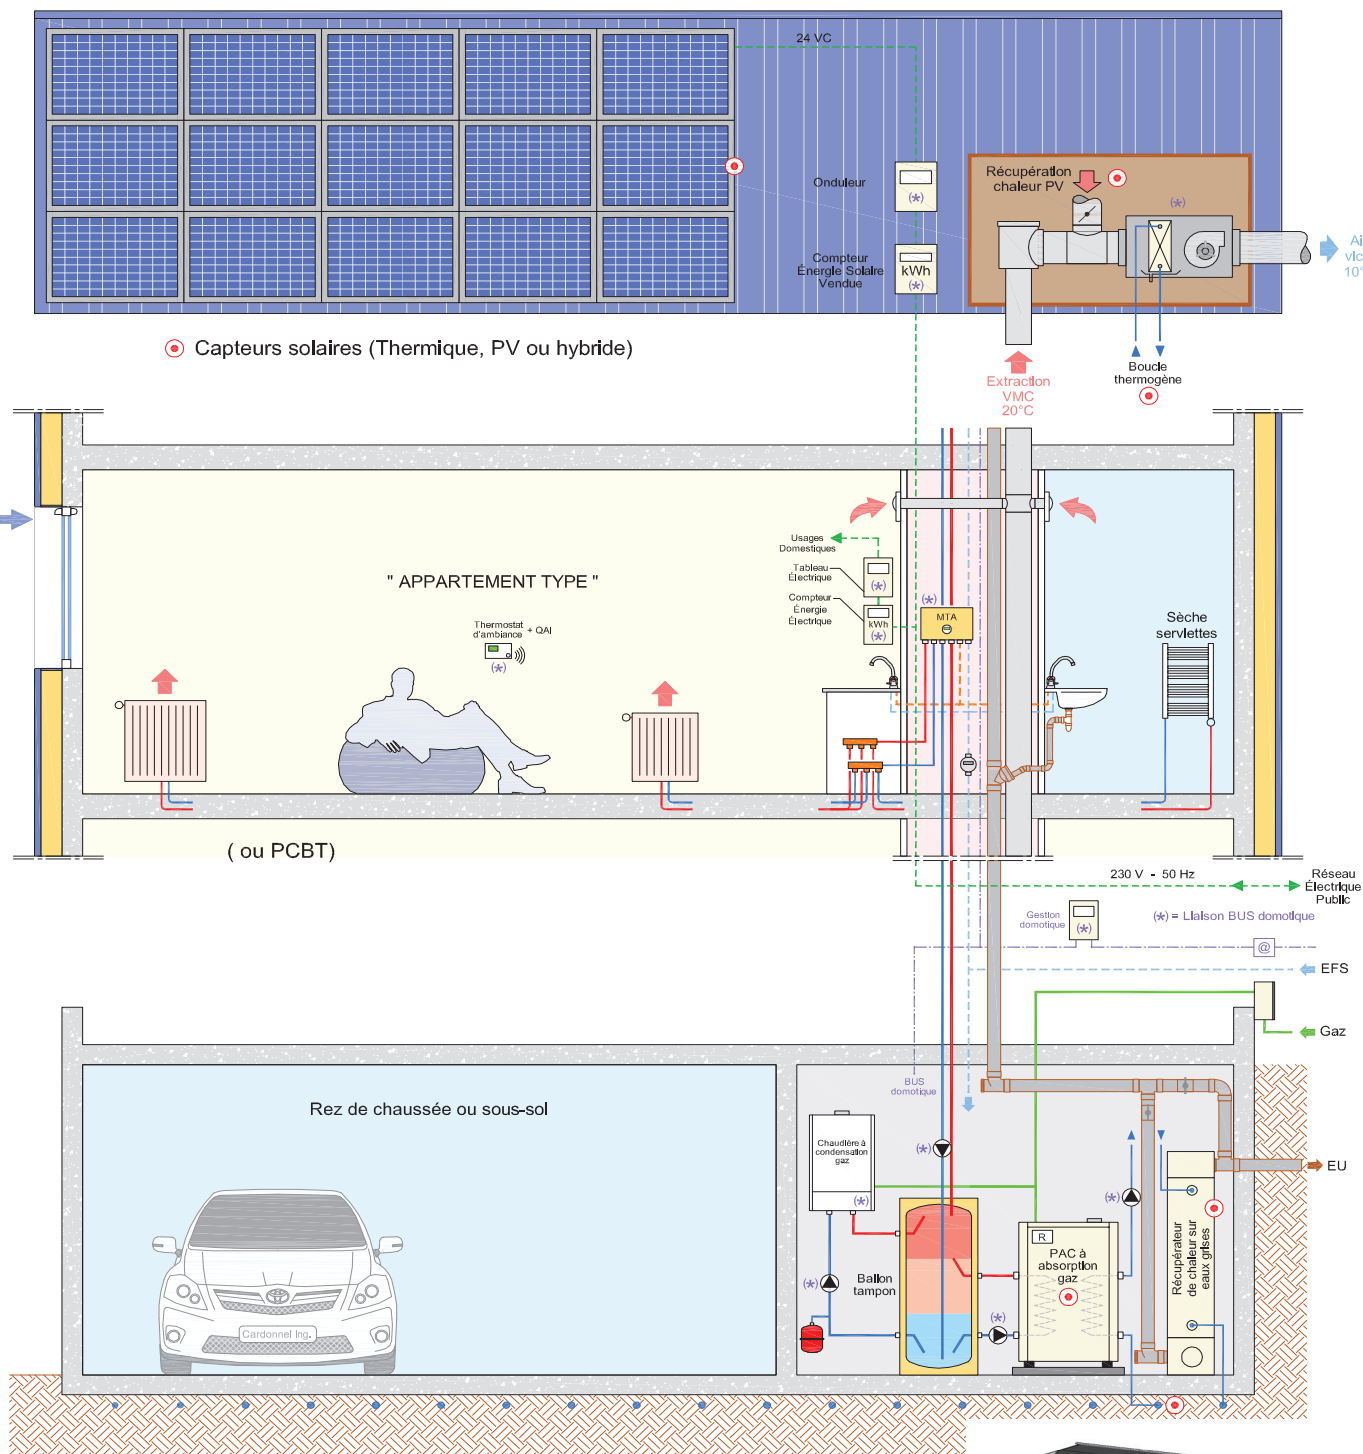 24 VC
Onduleur
(*)
Compteur
Énergie Solaire
Vendue
kWh
(*)
Récupération
chaleur PV
(*)
Ai
vic
10°
Capteurs solaires (Thermique, PV ou hybride)
Extraction
VMC
20°C
Boucle
thermogène
" APPARTEMENT TYPE "
Thermostat
d'ambiance + QAI
(*)
Usages
Domestiques
Tableau
Électrique
(*)
Compteur
Énergie
Électrique
kWh
(*)
(*)
MTA
Sèche
serviettes
( ou PCBT)
230 V - 50 Hz
Réseau
Électrique
Public
Gestion
domotique
(*)
(*) = Liaison BUS domotique
@
EFS
Gaz
BUS
domotique
Rez de chaussée ou sous-sol
Chaudière à
condensation
gaz
(*)
(*)
(*)
Ballon
tampon
(*)
R
PAC à
absorption
gaz
(*)
Récupérateur
de chaleur sur
eaux grises
EU
Cardonnel Ing.